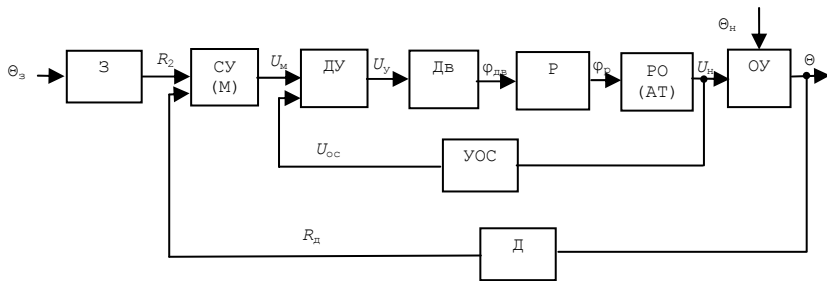 Θн
R2 Uм Uу φдв φр Uн Θ
Θз З СУ ДУ Дв Р РО ОУ
(М) (АТ)
Uос УОС
Rд Д